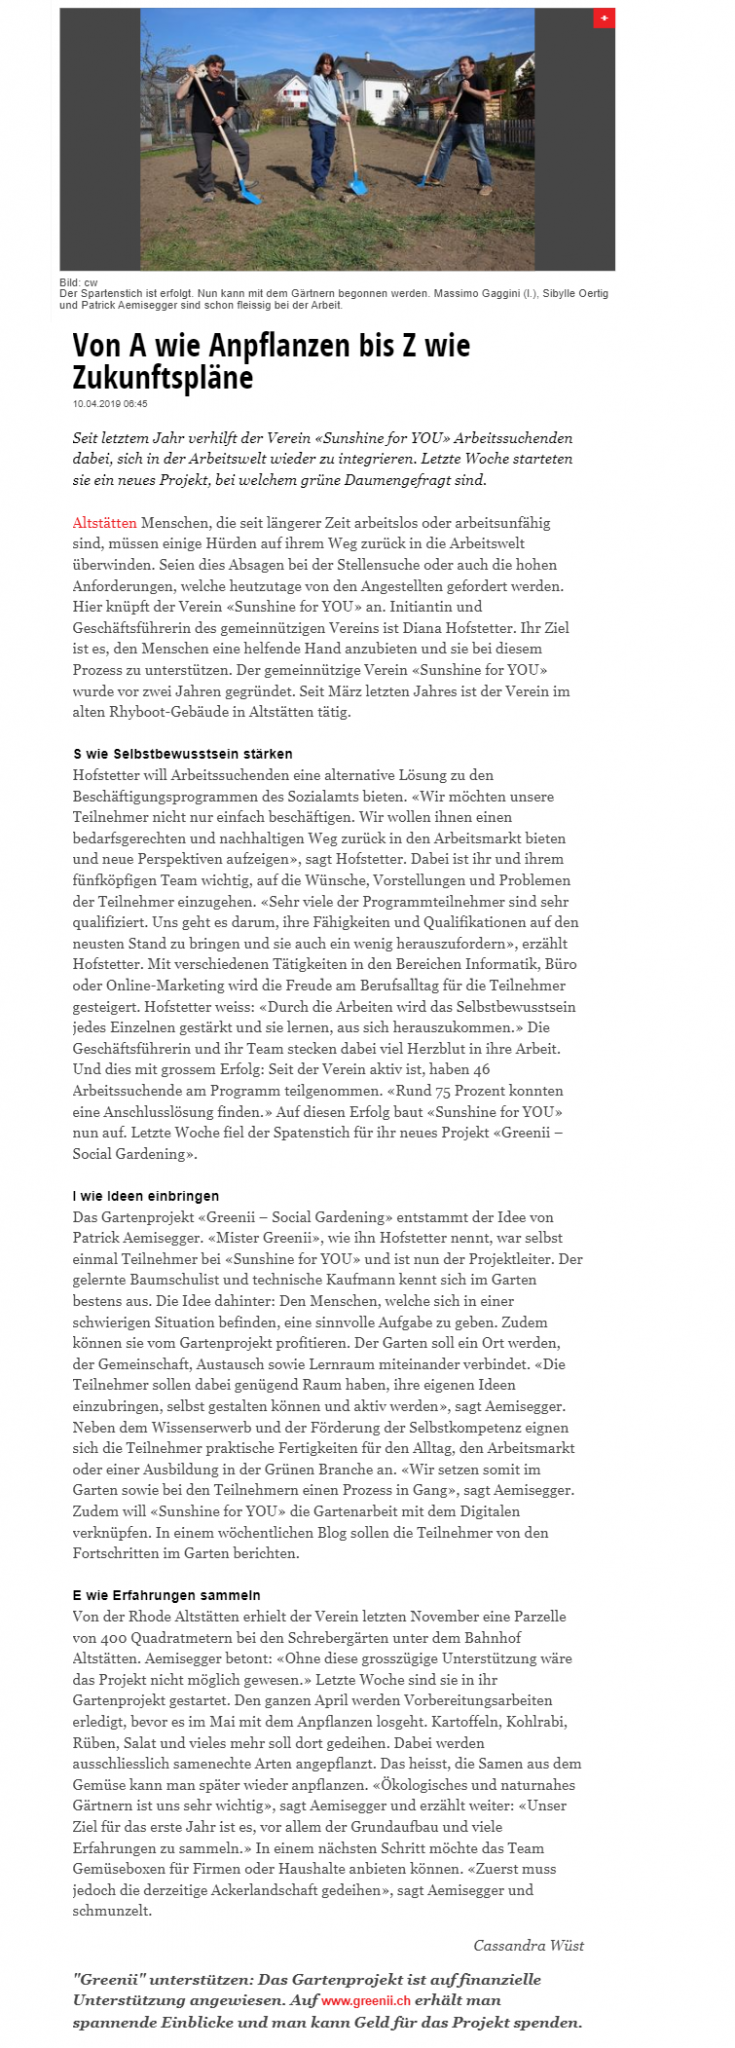 Bild: cw
Der Spartenstich ist erfolgt. Nun kann mit dem Gärtnern begonnen werden. Massimo Gaggini (l.), Sibylle Oertig
und Patrick Aemisegger sind schon fleissig bei der Arbeit.
Von A wie Anpflanzen bis Z wie
Zukunftspläne
10.04.2019 06:45
Seit letztem Jahr verhilft der Verein «Sunshine for YOU» Arbeitssuchenden
dabei, sich in der Arbeitswelt wieder zu integrieren. Letzte Woche starteten
sie ein neues Projekt, bei welchem grüne Daumengefragt sind.
Altstätten Menschen, die seit längerer Zeit arbeitslos oder arbeitsunfähig
sind, müssen einige Hürden auf ihrem Weg zurück in die Arbeitswelt
überwinden. Seien dies Absagen bei der Stellensuche oder auch die hohen
Anforderungen, welche heutzutage von den Angestellten gefordert werden.
Hier knüpft der Verein «Sunshine for YOU» an. Initiantin und
Geschäftsführerin des gemeinnützigen Vereins ist Diana Hofstetter. Ihr Ziel
ist es, den Menschen eine helfende Hand anzubieten und sie bei diesem
Prozess zu unterstützen. Der gemeinnützige Verein «Sunshine for YOU»
wurde vor zwei Jahren gegründet. Seit März letzten Jahres ist der Verein im
alten Rhyboot-Gebäude in Altstätten tätig.
S wie Selbstbewusstsein stärken
Hofstetter will Arbeitssuchenden eine alternative Lösung zu den
Beschäftigungsprogrammen des Sozialamts bieten. «Wir möchten unsere
Teilnehmer nicht nur einfach beschäftigen. Wir wollen ihnen einen
bedarfsgerechten und nachhaltigen Weg zurück in den Arbeitsmarkt bieten
und neue Perspektiven aufzeigen», sagt Hofstetter. Dabei ist ihr und ihrem
fünfköpfigen Team wichtig, auf die Wünsche, Vorstellungen und Problemen
der Teilnehmer einzugehen. «Sehr viele der Programmteilnehmer sind sehr
qualifiziert. Uns geht es darum, ihre Fähigkeiten und Qualifikationen auf den
neusten Stand zu bringen und sie auch ein wenig herauszufordern», erzählt
Hofstetter. Mit verschiedenen Tätigkeiten in den Bereichen Informatik, Büro
oder Online-Marketing wird die Freude am Berufsalltag für die Teilnehmer
gesteigert. Hofstetter weiss: «Durch die Arbeiten wird das Selbstbewusstsein
jedes Einzelnen gestärkt und sie lernen, aus sich herauszukommen.» Die
Geschäftsführerin und ihr Team stecken dabei viel Herzblut in ihre Arbeit.
Und dies mit grossem Erfolg: Seit der Verein aktiv ist, haben 46
Arbeitssuchende am Programm teilgenommen. «Rund 75 Prozent konnten
eine Anschlusslösung finden.» Auf diesen Erfolg baut «Sunshine for YOU»
nun auf. Letzte Woche fiel der Spatenstich für ihr neues Projekt «Greenii –
Social Gardening».
I wie Ideen einbringen
Das Gartenprojekt «Greenii – Social Gardening» entstammt der Idee von
Patrick Aemisegger. «Mister Greenii», wie ihn Hofstetter nennt, war selbst
einmal Teilnehmer bei «Sunshine for YOU» und ist nun der Projektleiter. Der
gelernte Baumschulist und technische Kaufmann kennt sich im Garten
bestens aus. Die Idee dahinter: Den Menschen, welche sich in einer
schwierigen Situation befinden, eine sinnvolle Aufgabe zu geben. Zudem
können sie vom Gartenprojekt profitieren. Der Garten soll ein Ort werden,
der Gemeinschaft, Austausch sowie Lernraum miteinander verbindet. «Die
Teilnehmer sollen dabei genügend Raum haben, ihre eigenen Ideen
einzubringen, selbst gestalten können und aktiv werden», sagt Aemisegger.
Neben dem Wissenserwerb und der Förderung der Selbstkompetenz eignen
sich die Teilnehmer praktische Fertigkeiten für den Alltag, den Arbeitsmarkt
oder einer Ausbildung in der Grünen Branche an. «Wir setzen somit im
Garten sowie bei den Teilnehmern einen Prozess in Gang», sagt Aemisegger.
Zudem will «Sunshine for YOU» die Gartenarbeit mit dem Digitalen
verknüpfen. In einem wöchentlichen Blog sollen die Teilnehmer von den
Fortschritten im Garten berichten.
E wie Erfahrungen sammeln
Von der Rhode Altstätten erhielt der Verein letzten November eine Parzelle
von 400 Quadratmetern bei den Schrebergärten unter dem Bahnhof
Altstätten. Aemisegger betont: «Ohne diese grosszügige Unterstützung wäre
das Projekt nicht möglich gewesen.» Letzte Woche sind sie in ihr
Gartenprojekt gestartet. Den ganzen April werden Vorbereitungsarbeiten
erledigt, bevor es im Mai mit dem Anpflanzen losgeht. Kartoffeln, Kohlrabi,
Rüben, Salat und vieles mehr soll dort gedeihen. Dabei werden
ausschliesslich samenechte Arten angepflanzt. Das heisst, die Samen aus dem
Gemüse kann man später wieder anpflanzen. «Ökologisches und naturnahes
Gärtnern ist uns sehr wichtig», sagt Aemisegger und erzählt weiter: «Unser
Ziel für das erste Jahr ist es, vor allem der Grundaufbau und viele
Erfahrungen zu sammeln.» In einem nächsten Schritt möchte das Team
Gemüseboxen für Firmen oder Haushalte anbieten können. «Zuerst muss
jedoch die derzeitige Ackerlandschaft gedeihen», sagt Aemisegger und
schmunzelt.
Cassandra Wüst
"Greenii" unterstützen: Das Gartenprojekt ist auf finanzielle
Unterstützung angewiesen. Auf www.greenii.ch erhält man
spannende Einblicke und man kann Geld für das Projekt spenden.